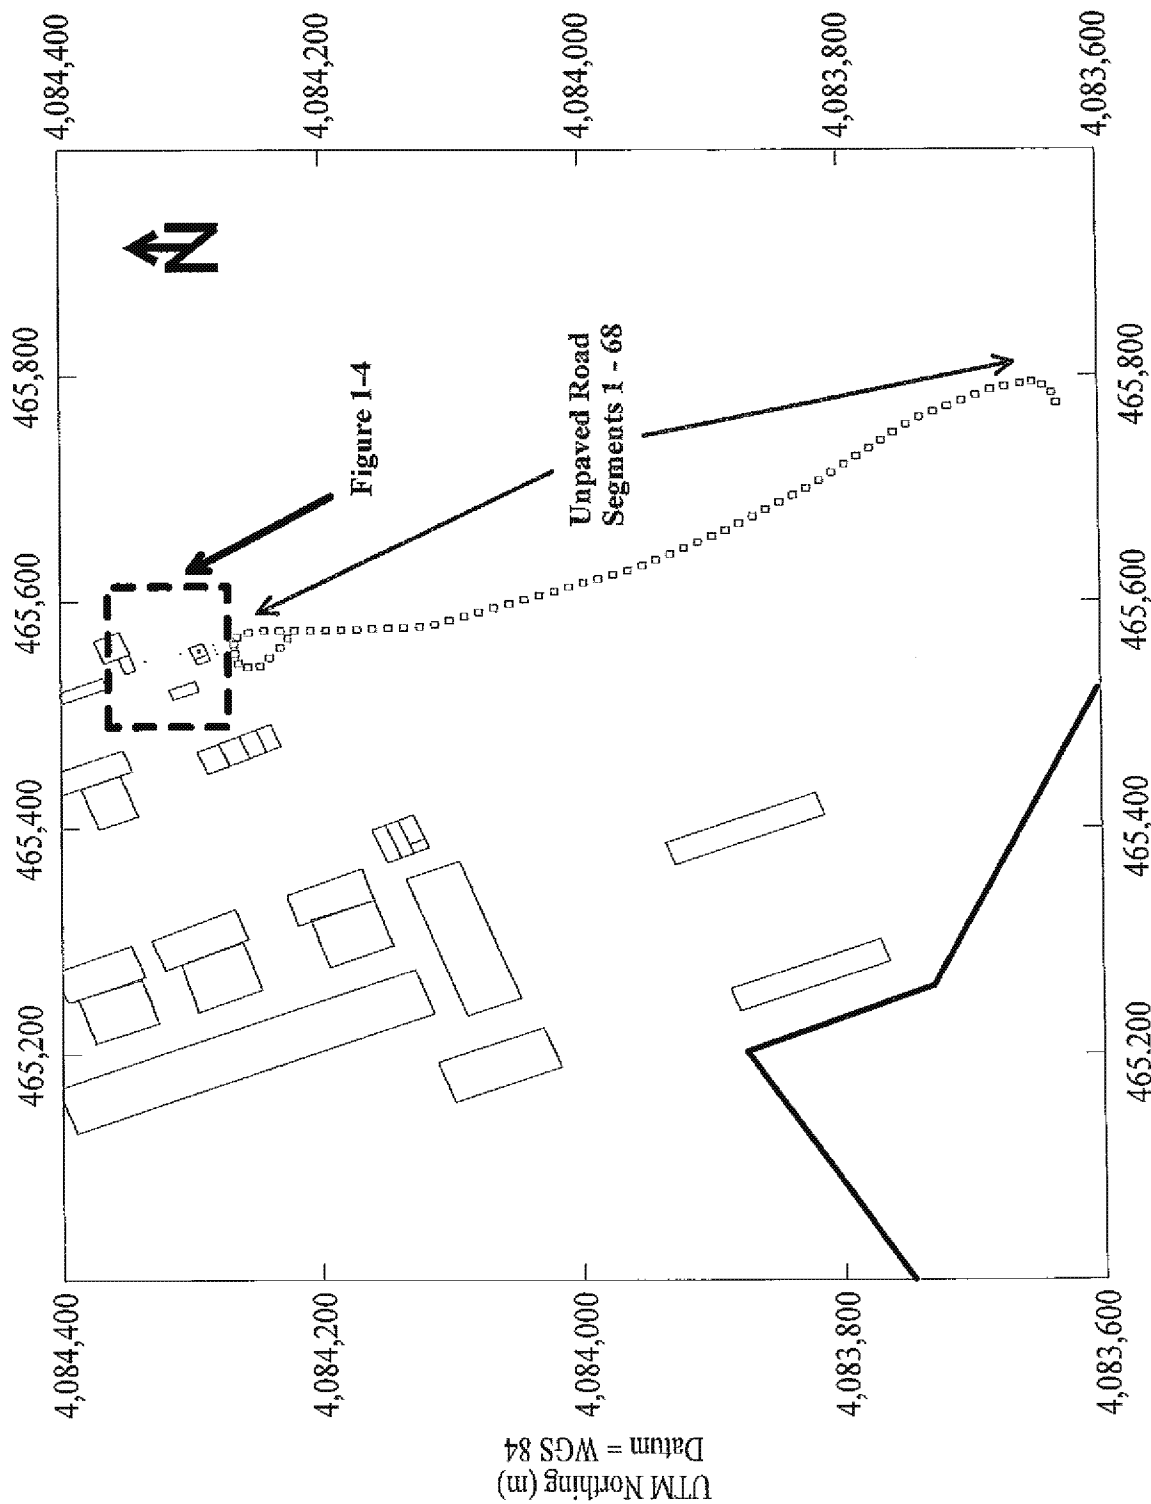 465,200 465,400 465,600 465,800
4,084,400 4,084,400
N
Figure 1-4
4,084,200 4,084,200
UTM Northing (m)
Datum = WGS 84
Unpaved Road
Segments 1 - 68
4,084,000 4,084,000
4,083,800 4,083,800
4,083,600 4,083,600
465.200 465,400 465,600 465,800